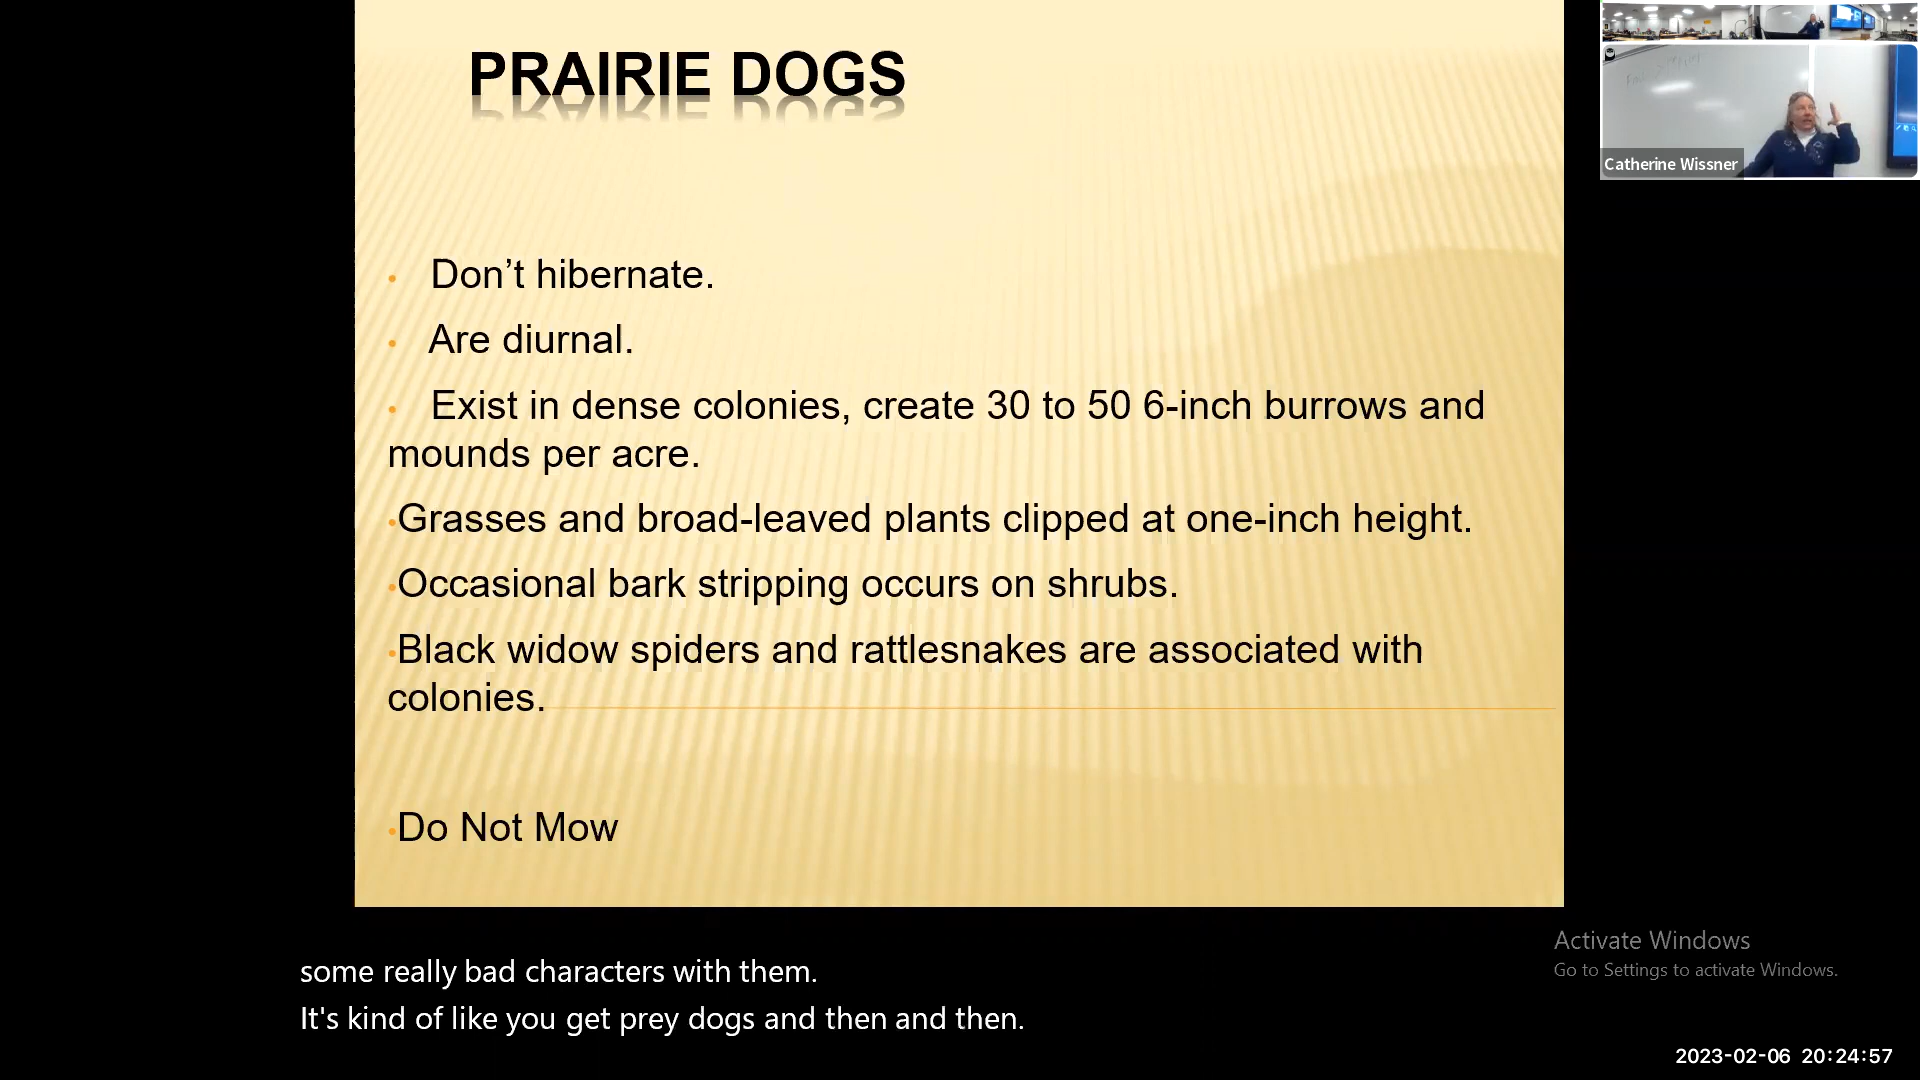 PRAIRIE DOGS
• Don’t hibernate.
• Are diurnal.
• Exist in dense colonies, create 30 to 50 6-inch burrows and
mounds per acre.
•Grasses and broad-leaved plants clipped at one-inch height.
•Occasional bark stripping occurs on shrubs.
•Black widow spiders and rattlesnakes are associated with
colonies.
•Do Not Mow
Catherine Wissner
some really bad characters with them.
It's kind of like you get prey dogs and then and then.
Activate Windows
Go to Settings to activate Windows.
2023-02-06 20:24:57